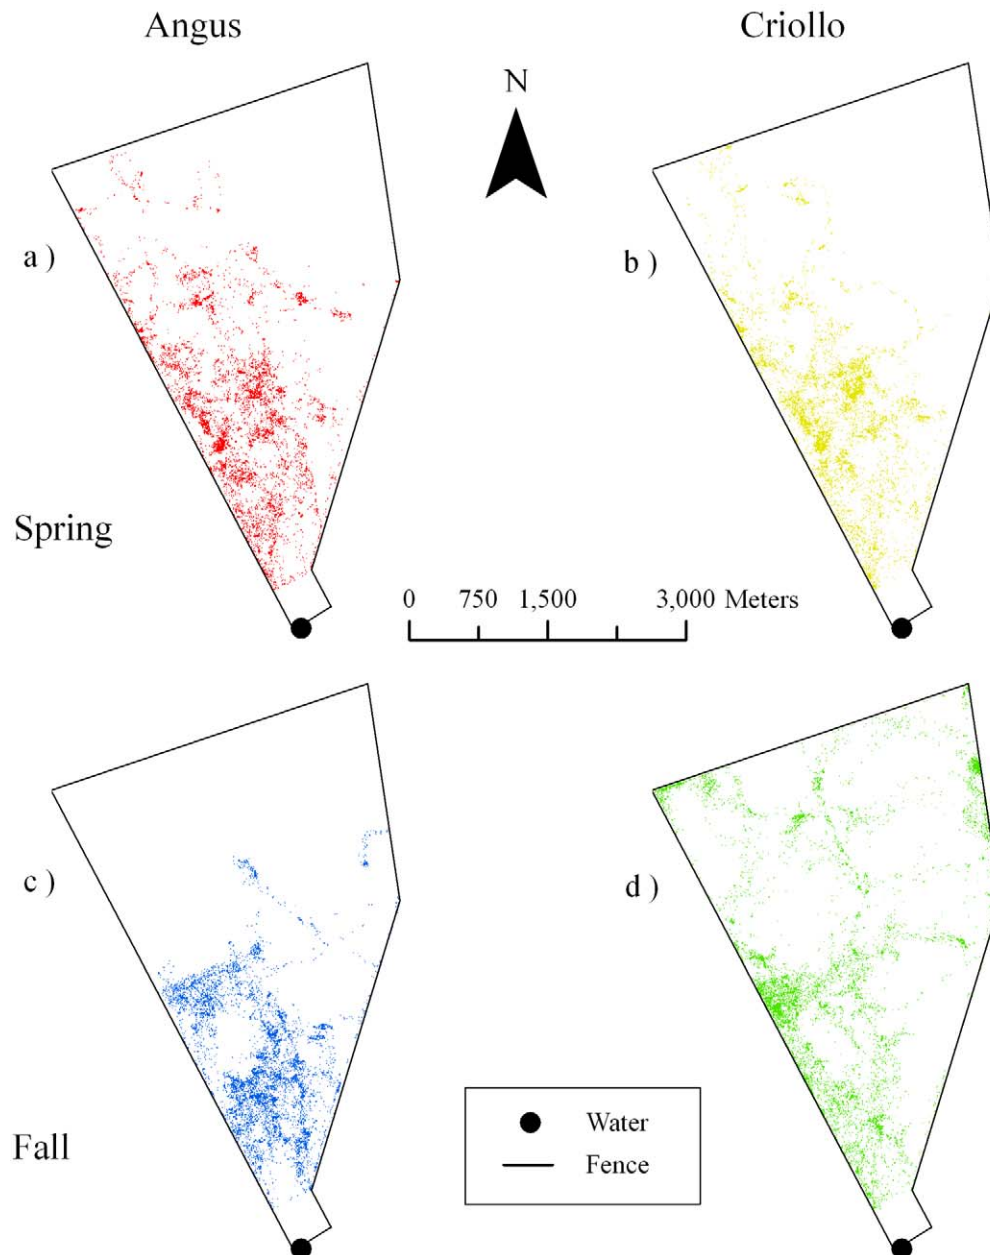 Angus
Criollo
N
a )
b )
Spring
0 750 1,500 3,000 Meters
c )
d )
Water
Fence
Fall